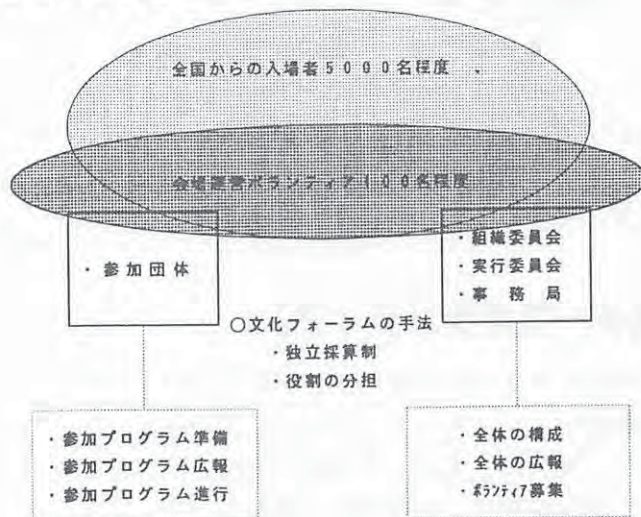 全国からの入場者5000名程度
会場運営ボランティア100名程度
・参加団体
・組織委員会
・実行委員会
・事務局
○文化フォーラムの手法
・独立採算制
・役割の分担
・参加プログラム準備
・参加プログラム広報
・参加プログラム進行
・全体の構成
・全体の広報
・ボランティア募集